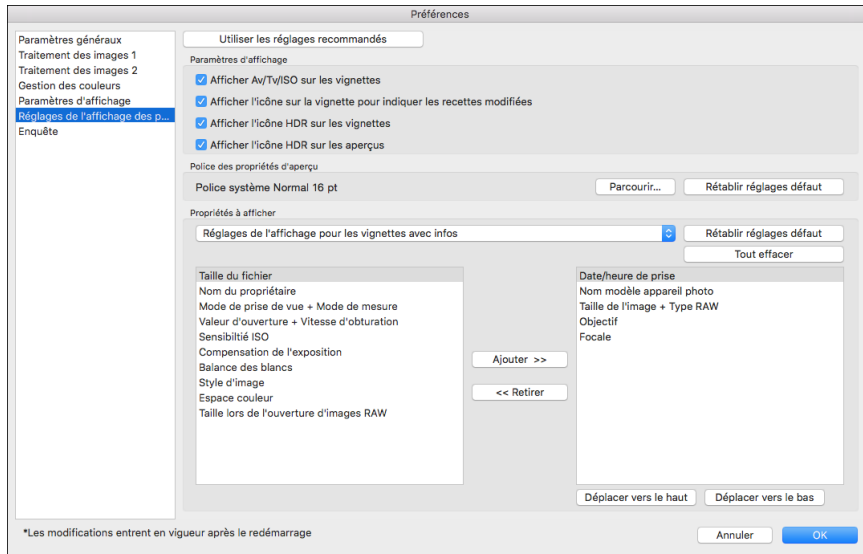 Préférences
Paramètres généraux
Traitement des images 1
Traitement des images 2
Gestion des couleurs
Paramètres d'affichage
Réglages de l'affichage des p...
Enquête
Utiliser les réglages recommandés
Paramètres d'affichage
Afficher Av/Tv/ISO sur les vignettes
Afficher l'icône sur la vignette pour indiquer les recettes modifiées
Afficher l'icône HDR sur les vignettes
Afficher l'icône HDR sur les aperçus
Police des propriétés d'aperçu
Police système Normal 16 pt
Parcourir...
Rétablir réglages défaut
Propriétés à afficher
Réglages de l'affichage pour les vignettes avec infos
Rétablir réglages défaut
Tout effacer
Taille du fichier
Nom du propriétaire
Mode de prise de vue + Mode de mesure
Valeur d'ouverture + Vitesse d'obturation
Sensibiltié ISO
Compensation de l'exposition
Balance des blancs
Style d'image
Espace couleur
Taille lors de l'ouverture d'images RAW
Ajouter >>
<< Retirer
Date/heure de prise
Nom modèle appareil photo
Taille de l'image + Type RAW
Objectif
Focale
Déplacer vers le haut
Déplacer vers le bas
*Les modifications entrent en vigueur après le redémarrage
Annuler
OK